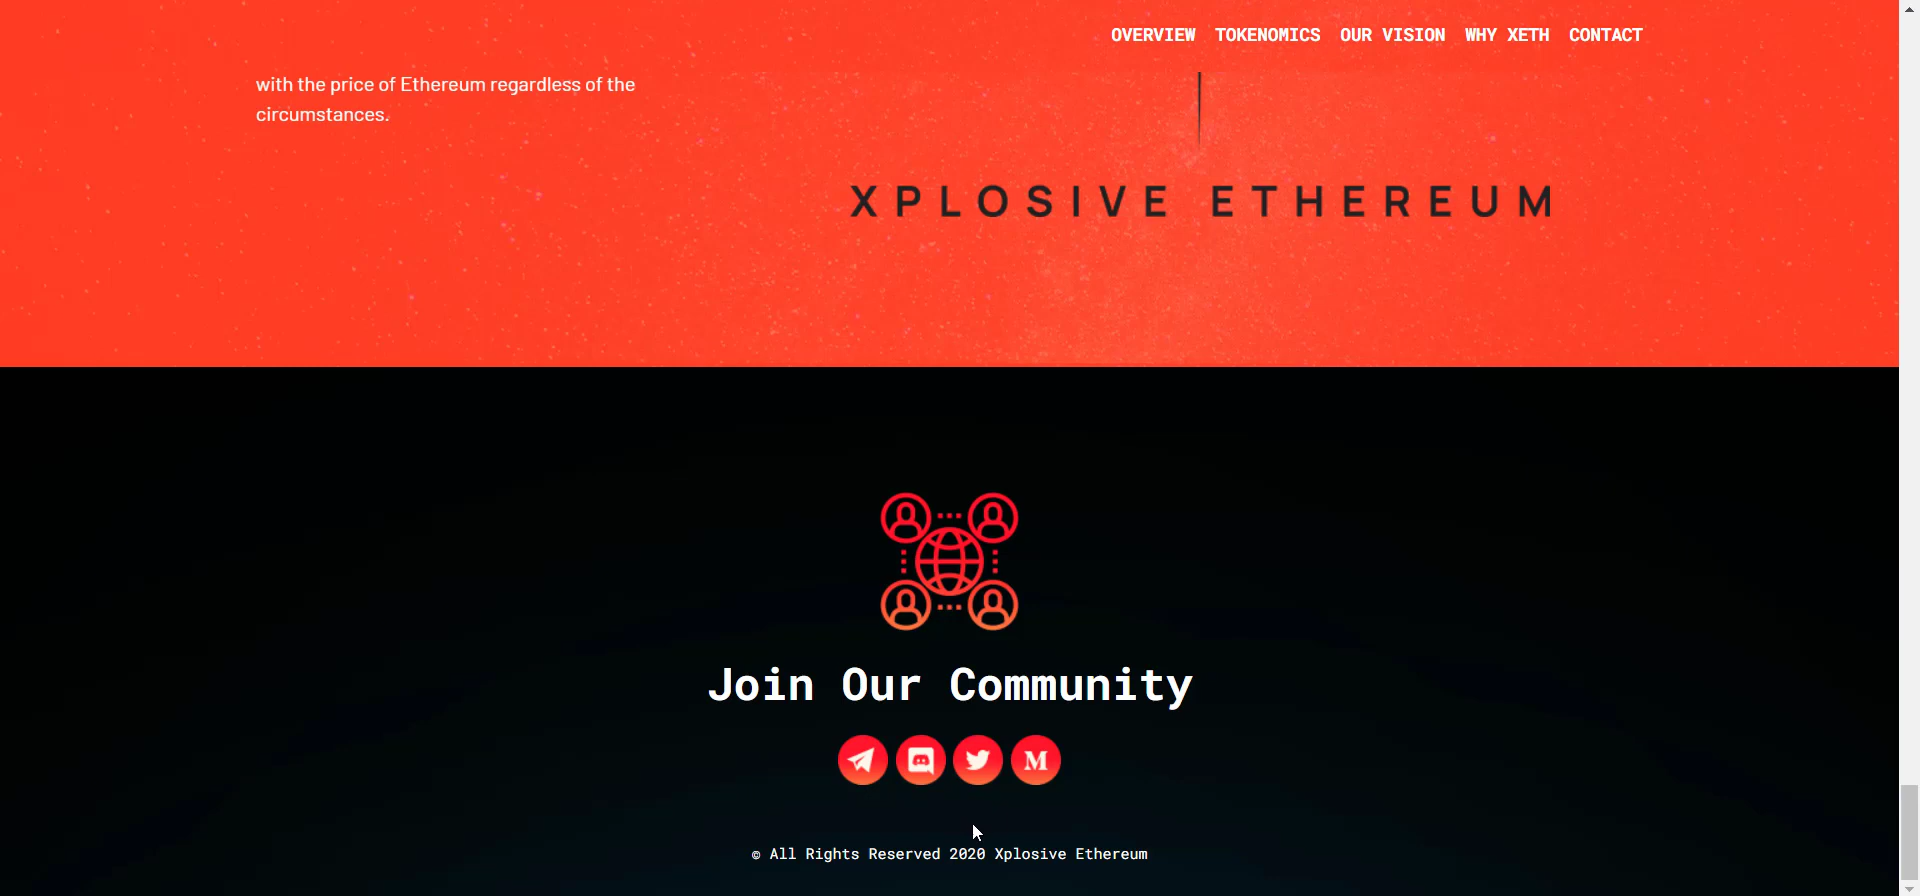 OVERVIEW TOKENOMICS OUR VISION WHY XETH CONTACT
with the price of Ethereum regardless of the
circumstances.
XPLOSIVE ETHEREUM
Join Our Community
M
© All Rights Reserved 2020 Xplosive Ethereum